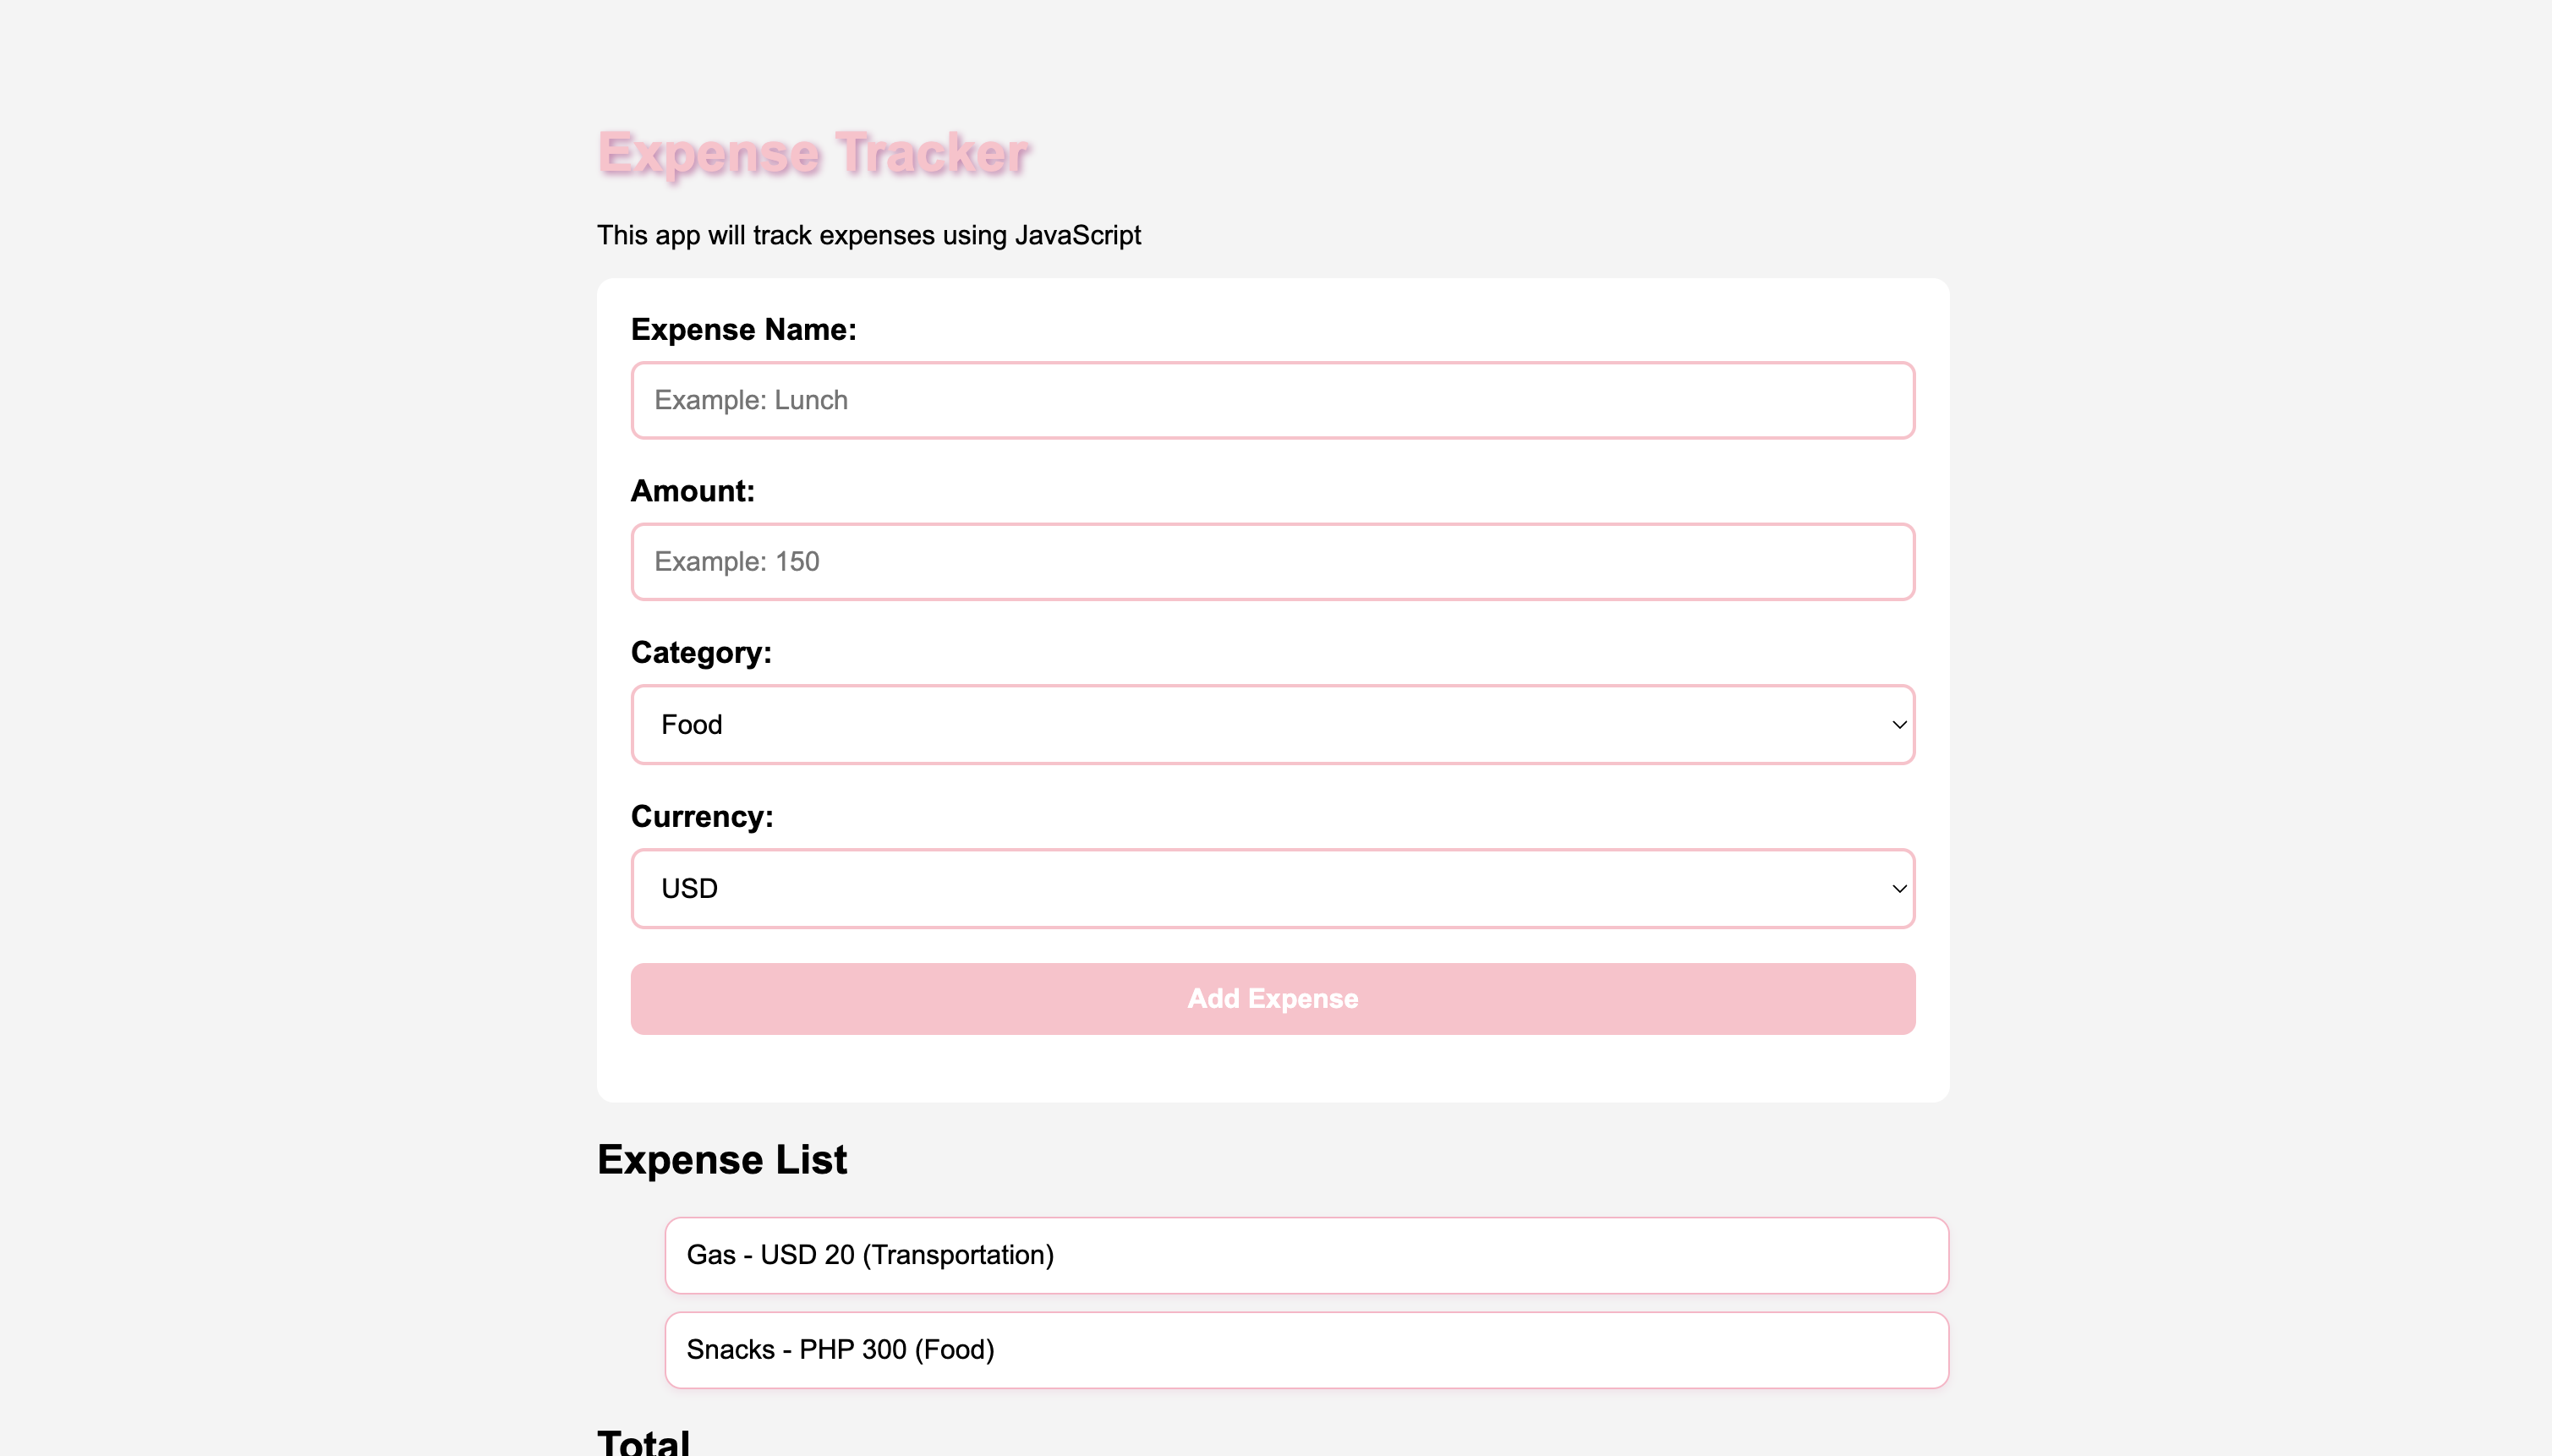 Expense Tracker
This app will track expenses using JavaScript
Expense Name:
Example: Lunch
Amount:
Example: 150
Category:
Food
Currency:
USD
Add Expense
Expense List
Gas - USD 20 (Transportation)
Snacks - PHP 300 (Food)
Total